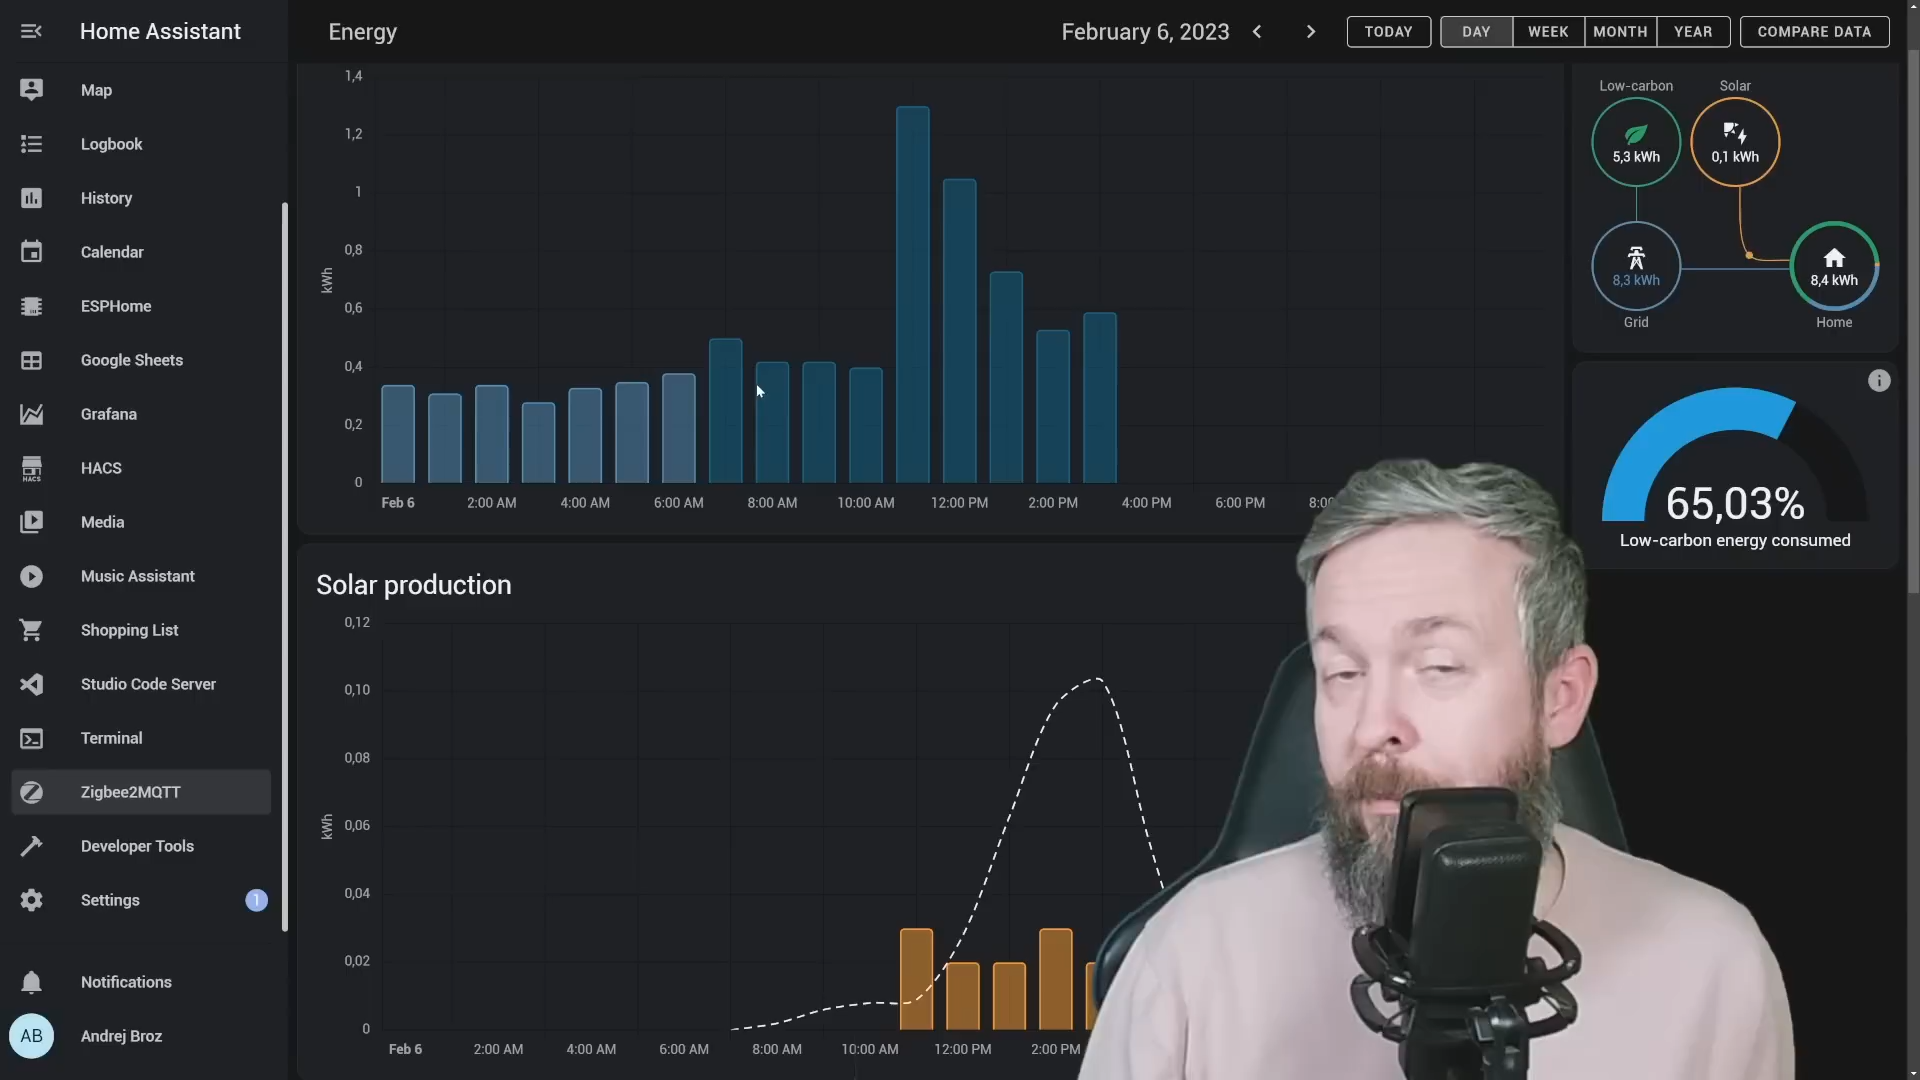 Home Assistant
Map
Logbook
History
Calendar
ESPHome
Google Sheets
Grafana
HACS
HACS
Media
Music Assistant
Shopping List
Studio Code Server
Terminal
Zigbee2MQTT
Developer Tools
Settings
1
Notifications
AB
Andrej Broz
Energy
February 6, 2023
TODAY
DAY
WEEK
MONTH
YEAR
COMPARE DATA
1,4
1,2
1
0,8
0,6
0,4
0,2
0
kWh
Feb 6
2:00 AM
4:00 AM
6:00 AM
8:00 AM
10:00 AM
12:00 PM
2:00 PM
4:00 PM
6:00 PM
8:00
Solar production
0,12
0,10
0,08
0,06
0,04
0,02
0
kWh
Feb 6
2:00 AM
4:00 AM
6:00 AM
8:00 AM
10:00 AM
12:00 PM
2:00 PM
Low-carbon
Solar
5,3 kWh
0,1 kWh
8,3 kWh
8,4 kWh
Grid
Home
65,03%
Low-carbon energy consumed